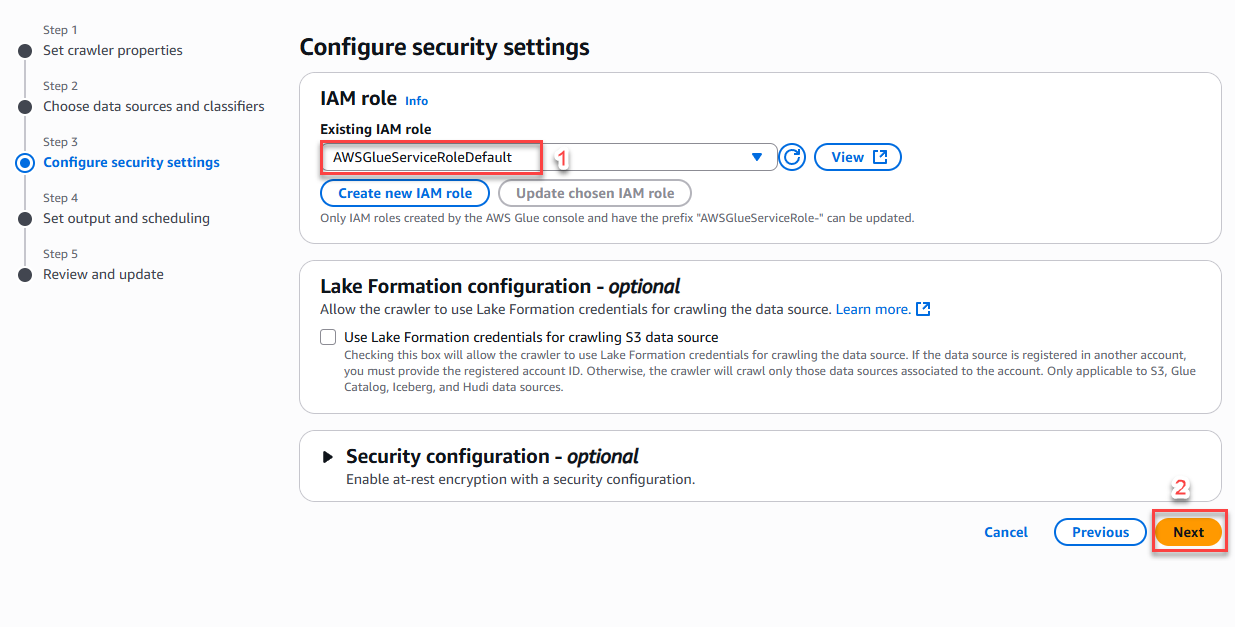 Step 1
Set crawler properties
Step 2
Choose data sources and classifiers
Step 3
Configure security settings
Step 4
Set output and scheduling
Step 5
Review and update
Configure security settings
IAM role Info
Existing IAM role
AWSGlueServiceRoleDefault
1
View
Create new IAM role
Update chosen IAM role
Only IAM roles created by the AWS Glue console and have the prefix "AWSGlueServiceRole-" can be updated.
Lake Formation configuration - optional
Allow the crawler to use Lake Formation credentials for crawling the data source. Learn more.
Use Lake Formation credentials for crawling S3 data source
Checking this box will allow the crawler to use Lake Formation credentials for crawling the data source. If the data source is registered in another account,
you must provide the registered account ID. Otherwise, the crawler will crawl only those data sources associated to the account. Only applicable to S3, Glue
Catalog, Iceberg, and Hudi data sources.
Security configuration - optional
Enable at-rest encryption with a security configuration.
2
Cancel
Previous
Next